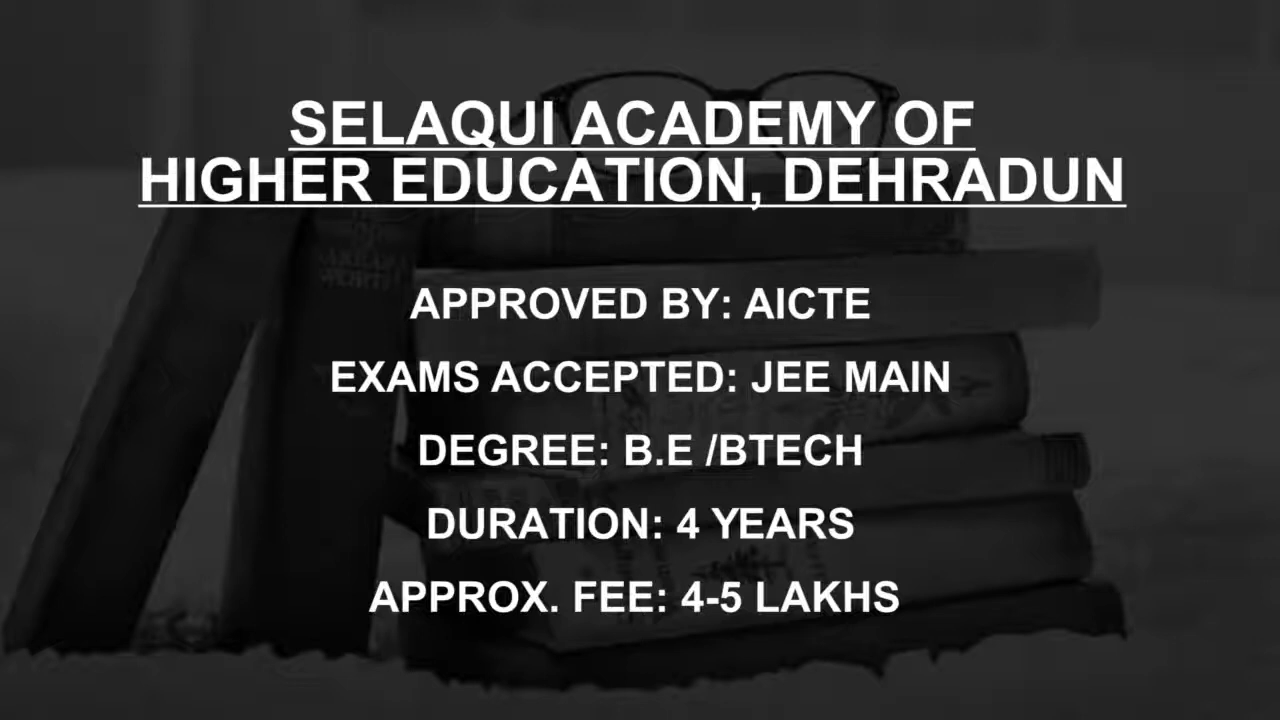 SELAQUI ACADEMY OF
HIGHER EDUCATION, DEHRADUN
APPROVED BY: AICTE
EXAMS ACCEPTED: JEE MAIN
DEGREE: B.E /BTECH
DURATION: 4 YEARS
APPROX. FEE: 4-5 LAKHS